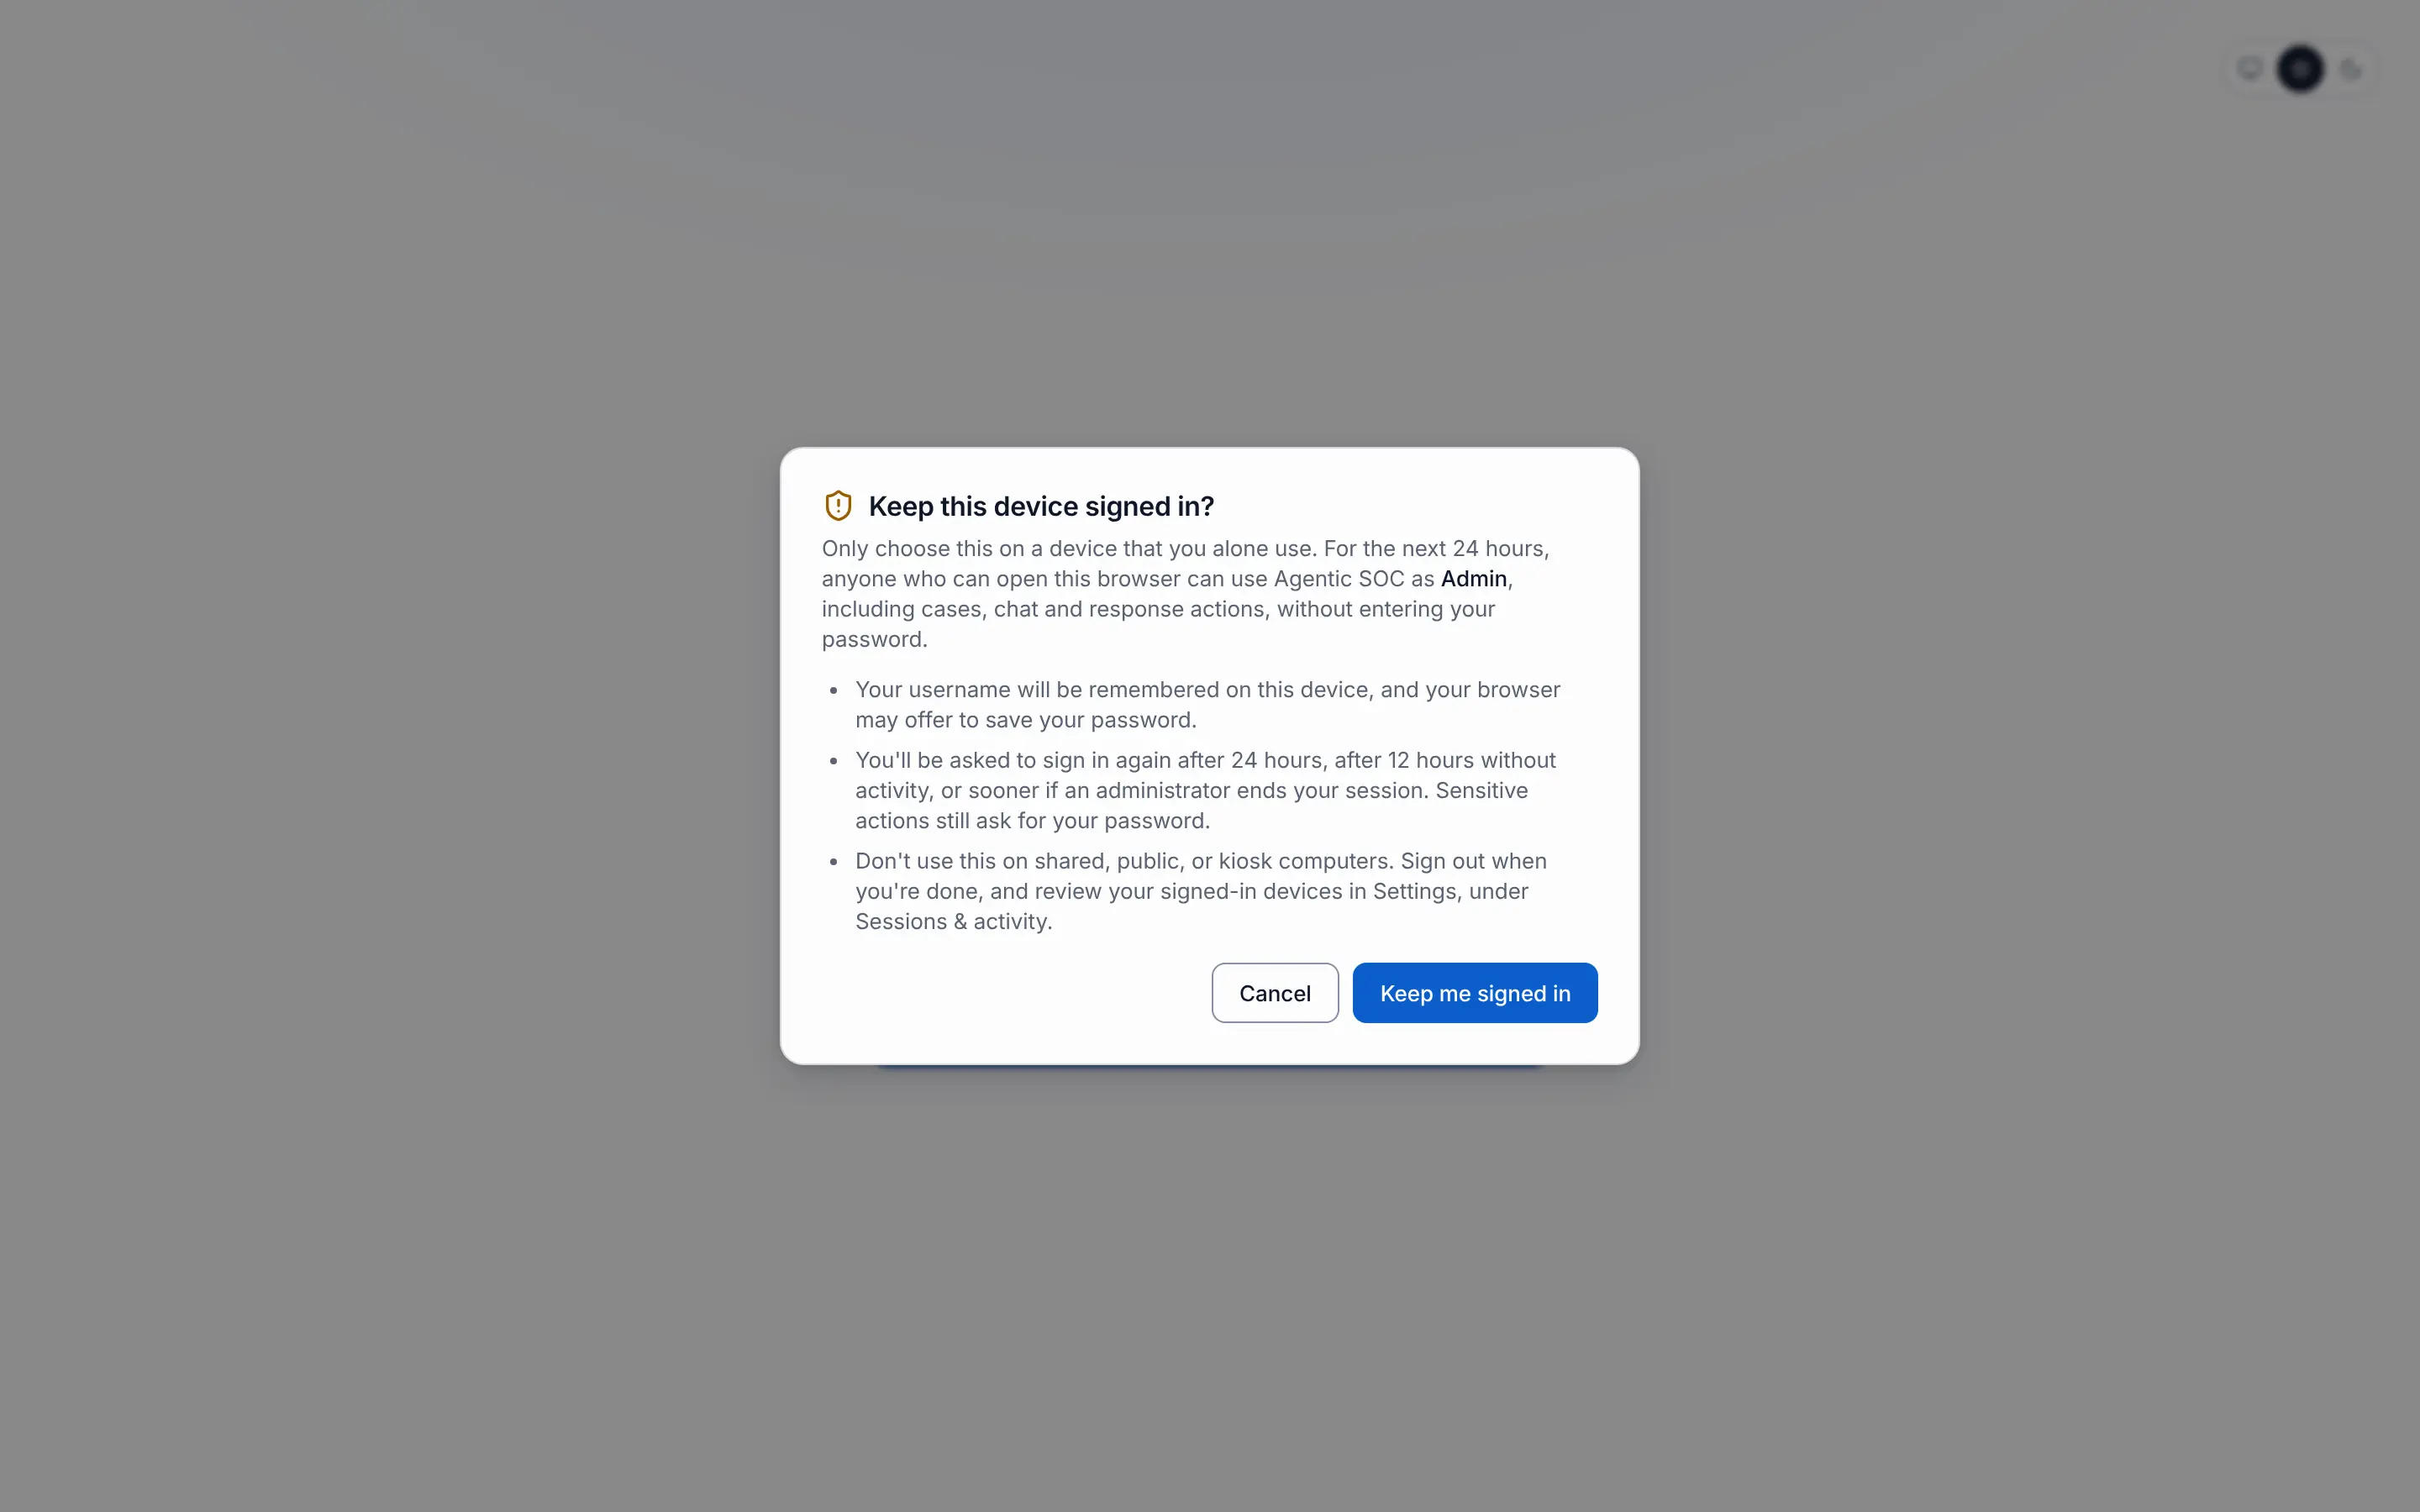 Keep this device signed in?
Only choose this on a device that you alone use. For the next 24 hours,
anyone who can open this browser can use Agentic SOC as Admin,
including cases, chat and response actions, without entering your
password.
• Your username will be remembered on this device, and your browser
may offer to save your password.
• You'll be asked to sign in again after 24 hours, after 12 hours without
activity, or sooner if an administrator ends your session. Sensitive
actions still ask for your password.
• Don't use this on shared, public, or kiosk computers. Sign out when
you're done, and review your signed-in devices in Settings, under
Sessions & activity.
Cancel
Keep me signed in